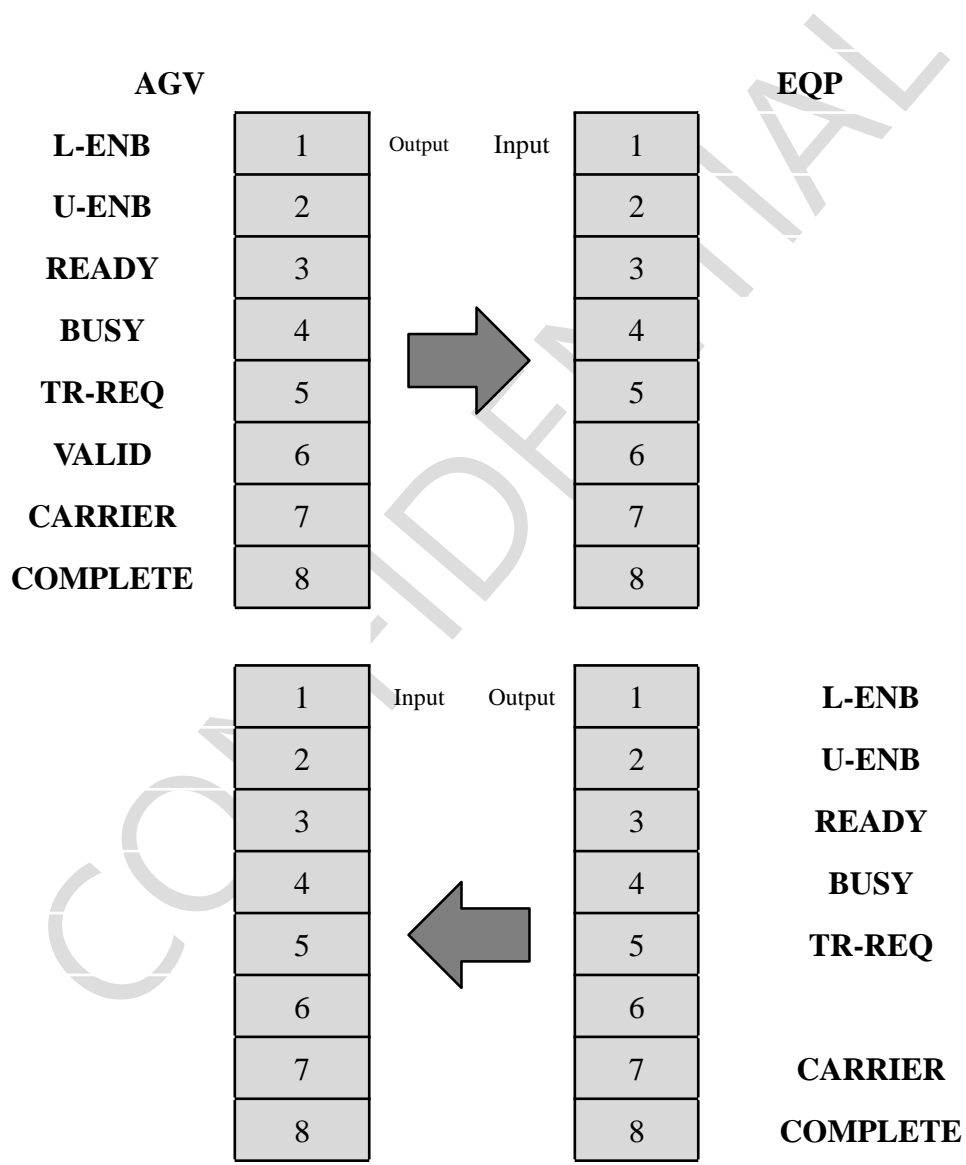 AGV EQP
L-ENB 1 Output Input 1
U-ENB 2 2
READY 3 3
BUSY 4 4
TR-REQ 5 5
VALID 6 6
CARRIER 7 7
COMPLETE 8 8
1 Input Output 1 L-ENB
2 2 U-ENB
3 3 READY
4 4 BUSY
5 5 TR-REQ
6 6
7 7 CARRIER
8 8 COMPLETE
CONFIDENTIAL